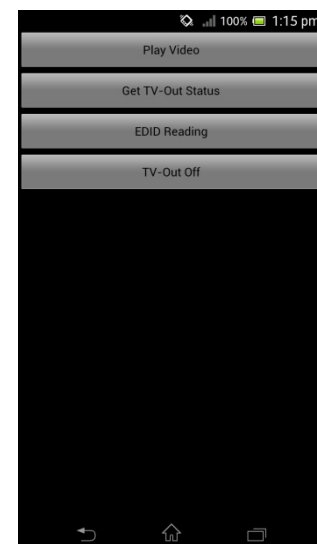 100% 1:15 pm
Play Video
Get TV-Out Status
EDID Reading
TV-Out Off